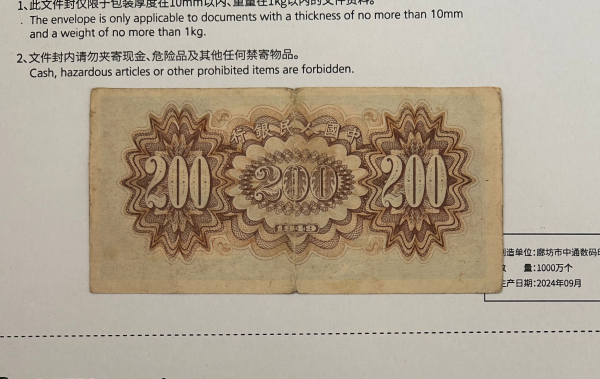 1、此文件封仅限于包装厚度在10mm以内、重量在1kg以内的文件资料。
. The envelope is only applicable to documents with a thickness of no more than 10mm
and a weight of no more than 1kg.
2、文件封内请勿夹寄现金、危险品及其他任何禁寄物品。
Cash, hazardous articles or other prohibited items are forbidden.
行銀民人國中
200 200 200
1949
造单位:廊坊市中通数码
量:1000万个
生产日期:2024年09月